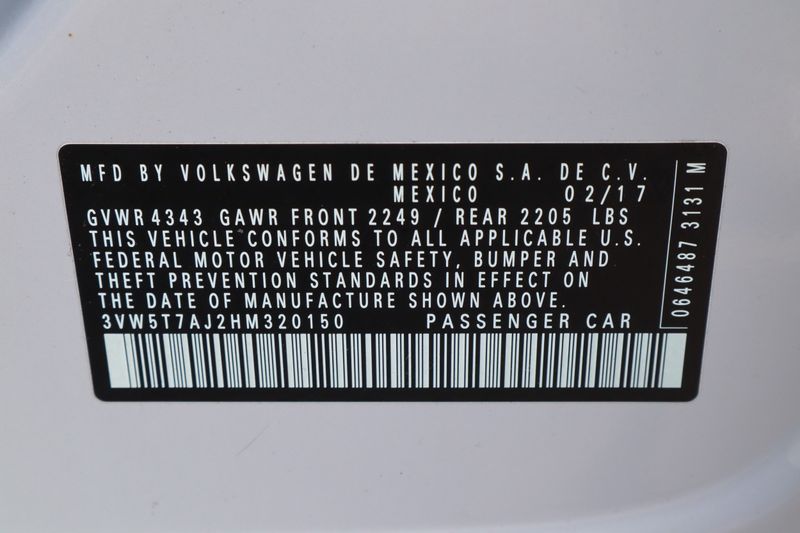 MFD BY VOLKSWAGEN DE MEXICO S.A. DE C.V.
MEXICO 02/17
GVWR 4343 GAWR FRONT 2249 / REAR 2205 LBS
THIS VEHICLE CONFORMS TO ALL APPLICABLE U.S.
FEDERAL MOTOR VEHICLE SAFETY, BUMPER AND
THEFT PREVENTION STANDARDS IN EFFECT ON
THE DATE OF MANUFACTURE SHOWN ABOVE.
3VW5T7AJ2HM320150 PASSENGER CAR
0646487 3131 M